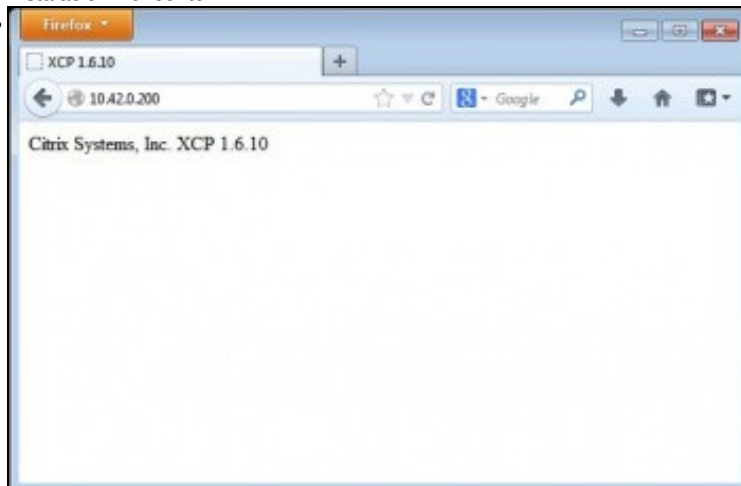 Firefox
XCP 1.6.10
10.42.0.200
Google
Citrix Systems, Inc. XCP 1.6.10